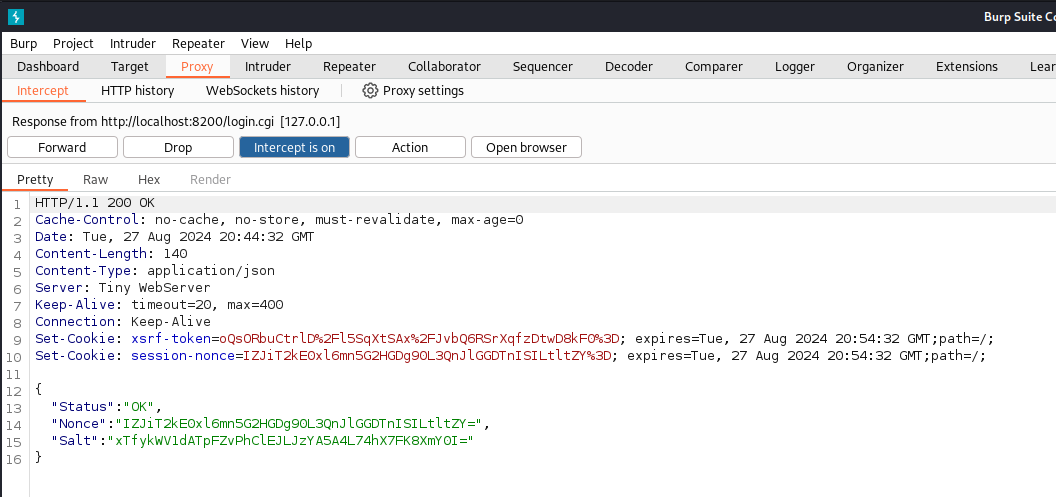 Burp Suite Co
Burp Project Intruder Repeater View Help
Dashboard Target Proxy Intruder Repeater Collaborator Sequencer Decoder Comparer Logger Organizer Extensions Lear
Intercept HTTP history WebSockets history Proxy settings
Response from http://localhost:8200/login.cgi [127.0.0.1]
Forward Drop Intercept is on Action Open browser
Pretty Raw Hex Render
1 HTTP/1.1 200 OK
2 Cache-Control: no-cache, no-store, must-revalidate, max-age=0
3 Date: Tue, 27 Aug 2024 20:44:32 GMT
4 Content-Length: 140
5 Content-Type: application/json
6 Server: Tiny WebServer
7 Keep-Alive: timeout=20, max=400
8 Connection: Keep-Alive
9 Set-Cookie: xsrf-token=oQsORbuCtrlD%2Fl5SqXtSAx%2FJvbQ6RSrXqfzDtwD8kF0%3D; expires=Tue, 27 Aug 2024 20:54:32 GMT;path=/;
10 Set-Cookie: session-nonce=IZJiT2kE0xl6mn5G2HGDg90L3QnJlGGDTnISILtltZY%3D; expires=Tue, 27 Aug 2024 20:54:32 GMT;path=/;
11
12 {
13 "Status":"OK",
14 "Nonce":"IZJiT2kE0xl6mn5G2HGDg90L3QnJlGGDTnISILtltZY=",
15 "Salt":"xTfykWV1dATpFZvPhClEJLJzYA5A4L74hX7FK8XmY0I="
16 }